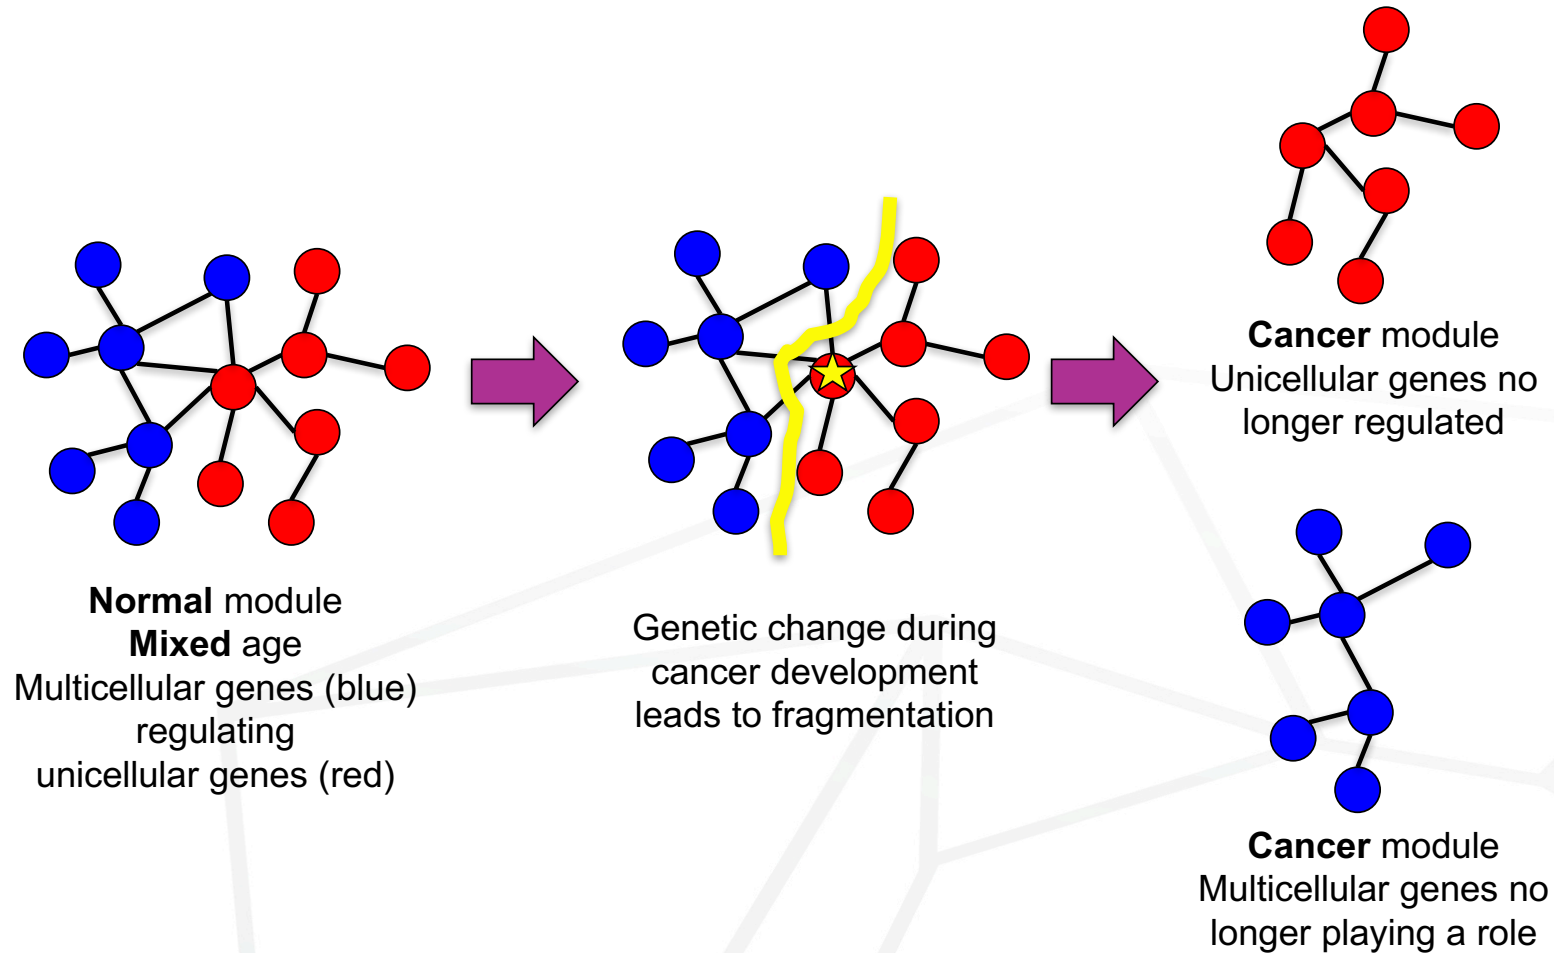 Normal module
Mixed age
Multicellular genes (blue)
regulating
unicellular genes (red)
Genetic change during
cancer development
leads to fragmentation
Cancer module
Unicellular genes no
longer regulated
Cancer module
Multicellular genes no
longer playing a role